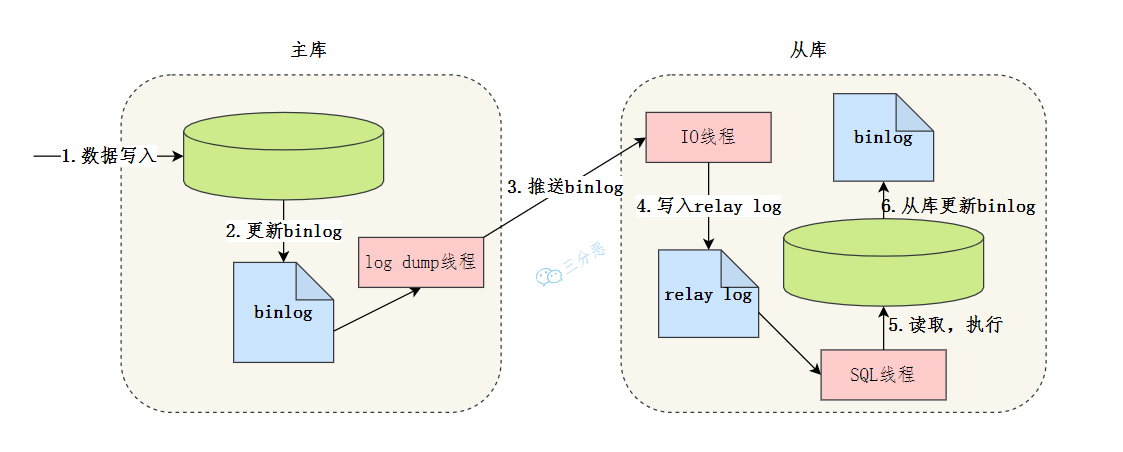 主库
从库
1.数据写入
2.更新binlog
binlog
log dump线程
3.推送binlog
IO线程
4.写入relay log
relay log
SQL线程
5.读取，执行
6.从库更新binlog
binlog
三分恶